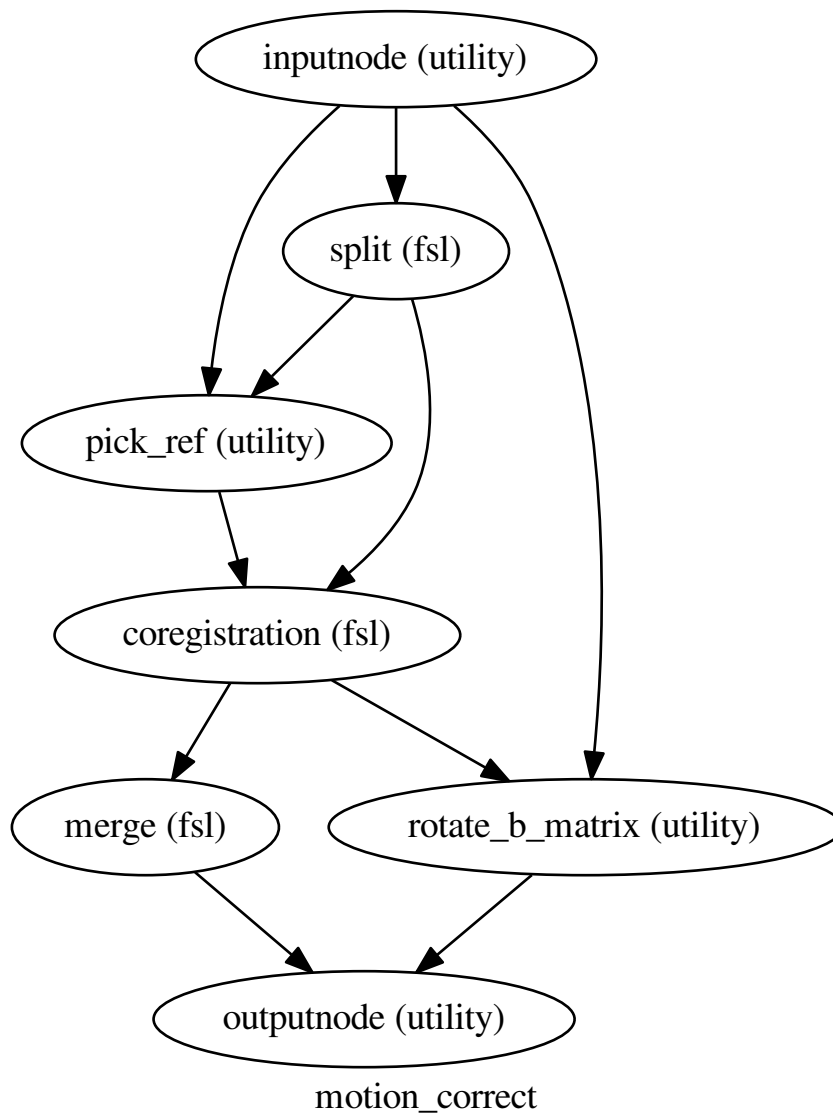 inputnode (utility)
split (fsl)
pick_ref (utility)
coregistration (fsl)
merge (fsl)
rotate_b_matrix (utility)
outputnode (utility)
motion_correct